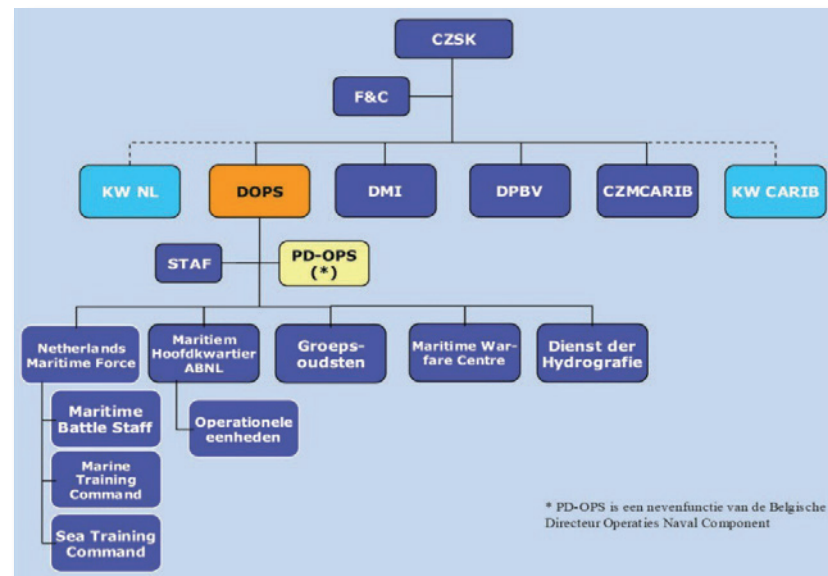 CZSK
F&C
KW NL
DOPS
DMI
DPBV
CZMCARIB
KW CARIB
STAF
PD-OPS
(*)
Netherlands
Maritime Force
Maritiem
Hoofdkwartier
ABNL
Groeps-
oudsten
Maritime War-
fare Centre
Dienst der
Hydrografie
Maritime
Battle Staff
Operationele
eenheden
Marine
Training
Command
Sea Training
Command
* PD-OPS is een nevenfunctie van de Belgische
Directeur Operaties Naval Component